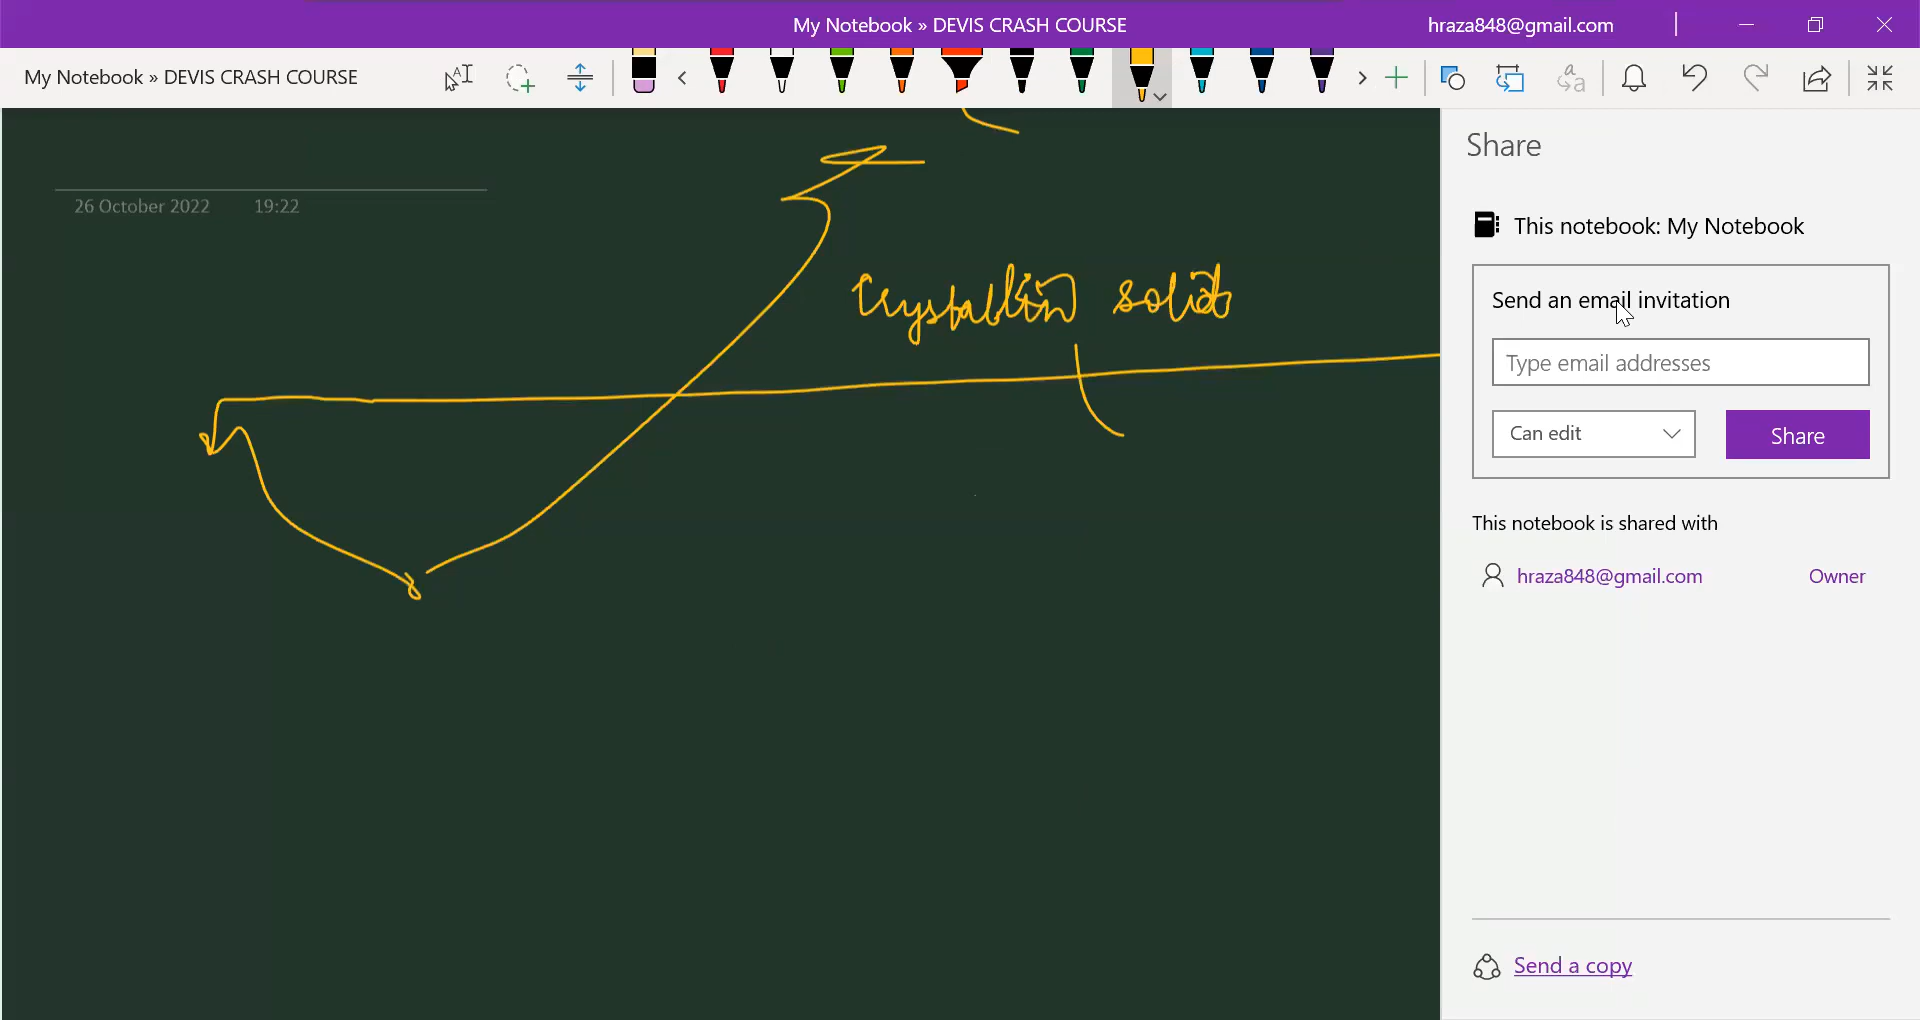 My Notebook » DEVIS CRASH COURSE
hraza848@gmail.com
My Notebook » DEVIS CRASH COURSE
26 October 2022 19:22
Crystallin solid
Share
This notebook: My Notebook
Send an email invitation
Type email addresses
Can edit
Share
This notebook is shared with
hraza848@gmail.com Owner
Send a copy